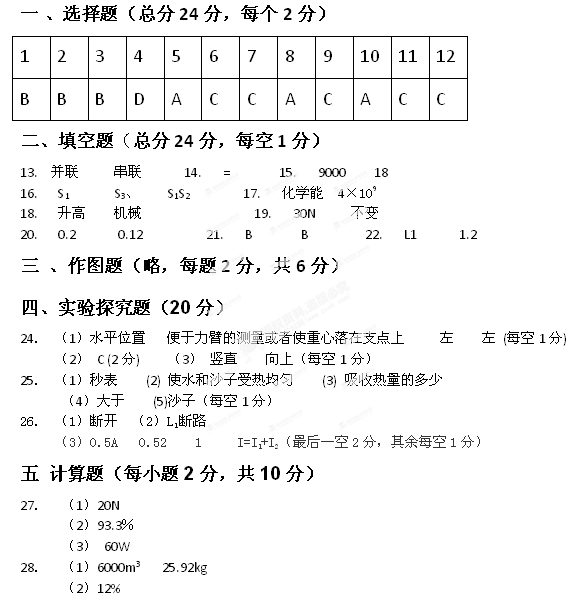 一 、选择题（总分 24 分，每个 2 分）
1 2 3 4 5 6 7 8 9 10 11 12
B B B D A C C A C A C C
二、填空题（总分 24 分，每空 1 分）
13. 并联 串联 14. = 15. 9000 18
16. S₁ S₃、 S₁S₂ 17. 化学能 4×10⁹
18. 升高 机械 19. 30N 不变
20. 0.2 0.12 21. B B 22. L1 1.2
三 、作图题（略，每题 2 分，共 6 分）
四、实验探究题（20 分）
24. （1）水平位置 便于力臂的测量或者使重心落在支点上 左 左 (每空 1 分)
（2） C (2 分) （3） 竖直 向上（每空 1 分）
25. （1）秒表 (2) 使水和沙子受热均匀 (3) 吸收热量的多少
（4）大于 (5)沙子（每空 1 分）
26. （1）断开 （2）L₁断路
（3）0.5A 0.52 1 I=I₁+I₂（最后一空 2 分，其余每空 1 分）
五 计算题（每小题 2 分，共 10 分）
27. （1）20N
（2）93.3%
（3） 60W
28. （1）6000m³ 25.92kg
（2）12%